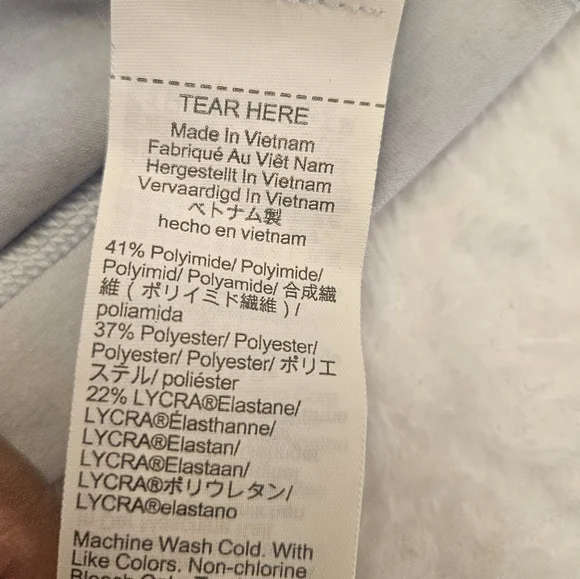 TEAR HERE
Made In Vietnam
Fabriqué Au Viêt Nam
Hergestellt In Vietnam
Vervaardigd In Vietnam
ベトナム製
hecho en vietnam
41% Polyimide/ Polyimide/
Polyimid/ Polyamide/ 合成繊
維 ( ポリイミド繊維 )/
poliamida
37% Polyester/ Polyester/
Polyester/ Polyester/ ポリエ
ステル/ poliéster
22% LYCRA®Elastane/
LYCRA®Élasthanne/
LYCRA®Elastan/
LYCRA®Elastaan/
LYCRA®ポリウレタン/
LYCRA®elastano
Machine Wash Cold. With
Like Colors. Non-chlorine